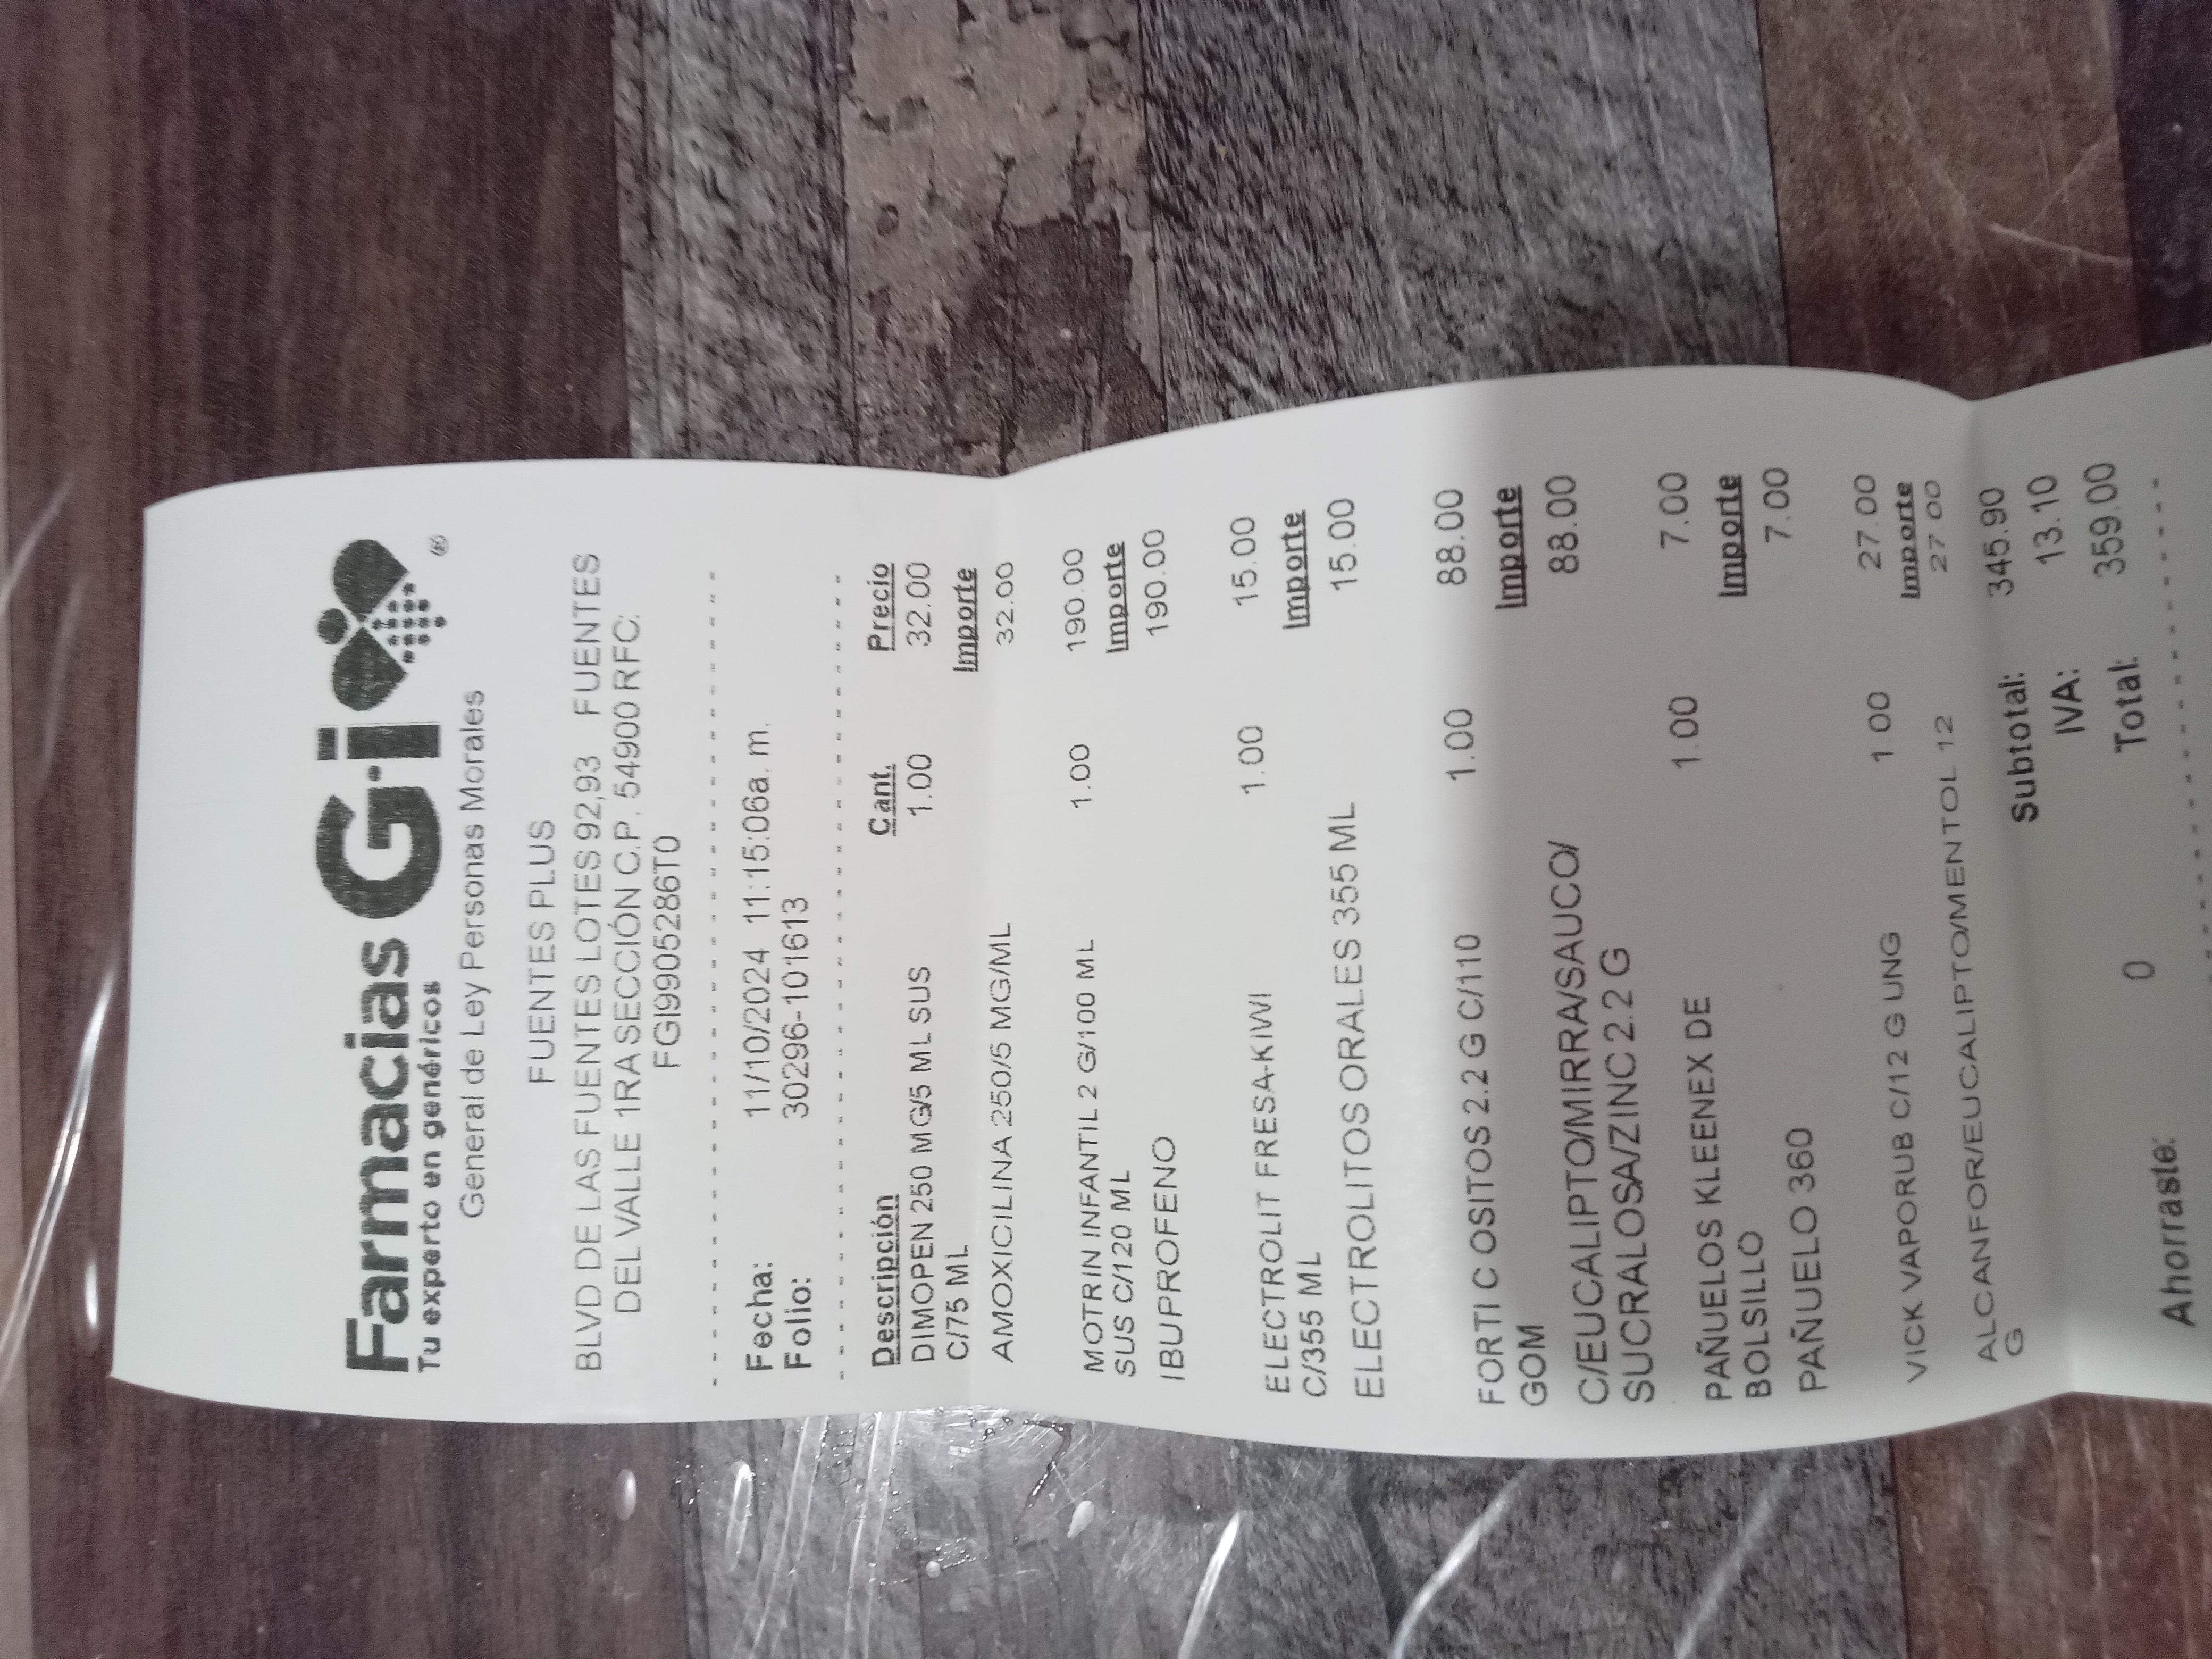 Farmacias Gi ®
Tu experto en genéricos
General de Ley Personas Morales
FUENTES PLUS
BLVD DE LAS FUENTES LOTES 92,93 FUENTES
DEL VALLE 1RA SECCIÓN C.P. 54900 RFC:
FGI9905286T0
Fecha: 11/10/2024 11:15:06a. m.
Folio: 30296-1016613
Descripción Cant. Precio
DIMOPEN 250 MG/5 ML SUS 1.00 32.00
C/75 ML Importe
AMOXICILINA 250/5 MG/ML 32.00
MOTRIN INFANTIL 2 G/100 ML 1.00 190.00
SUS C/120 ML Importe
IBUPROFENO 190.00
ELECTROLIT FRESA-KIWI 1.00 15.00
C/355 ML Importe
ELECTROLITOS ORALES 355 ML 15.00
FORTI C OSITOS 2.2 G C/110 1.00 88.00
GOM Importe
C/EUCALIPTO/MIRRA/SAUCO/ 88.00
SUCRALOSA/ZINC 2.2 G
PAÑUELOS KLEENEX DE 1.00 7.00
BOLSILLO Importe
PAÑUELO 360 7.00
VICK VAPORUB C/12 G UNG 1.00 27.00
Importe
ALCANFOR/EUCALIPTO/MENTOL 12 27.00
G
Subtotal: 345.90
IVA: 13.10
Total: 359.00
Ahorraste: 0